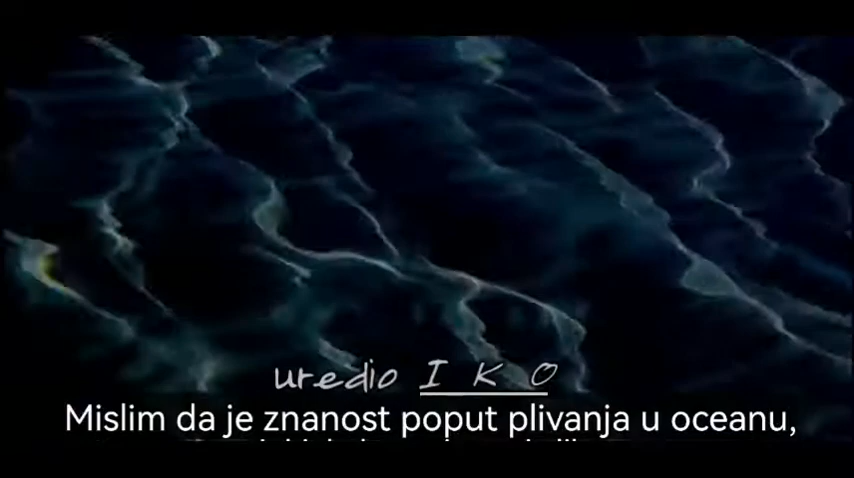 uredio I K O
Mislim da je znanost poput plivanja u oceanu,